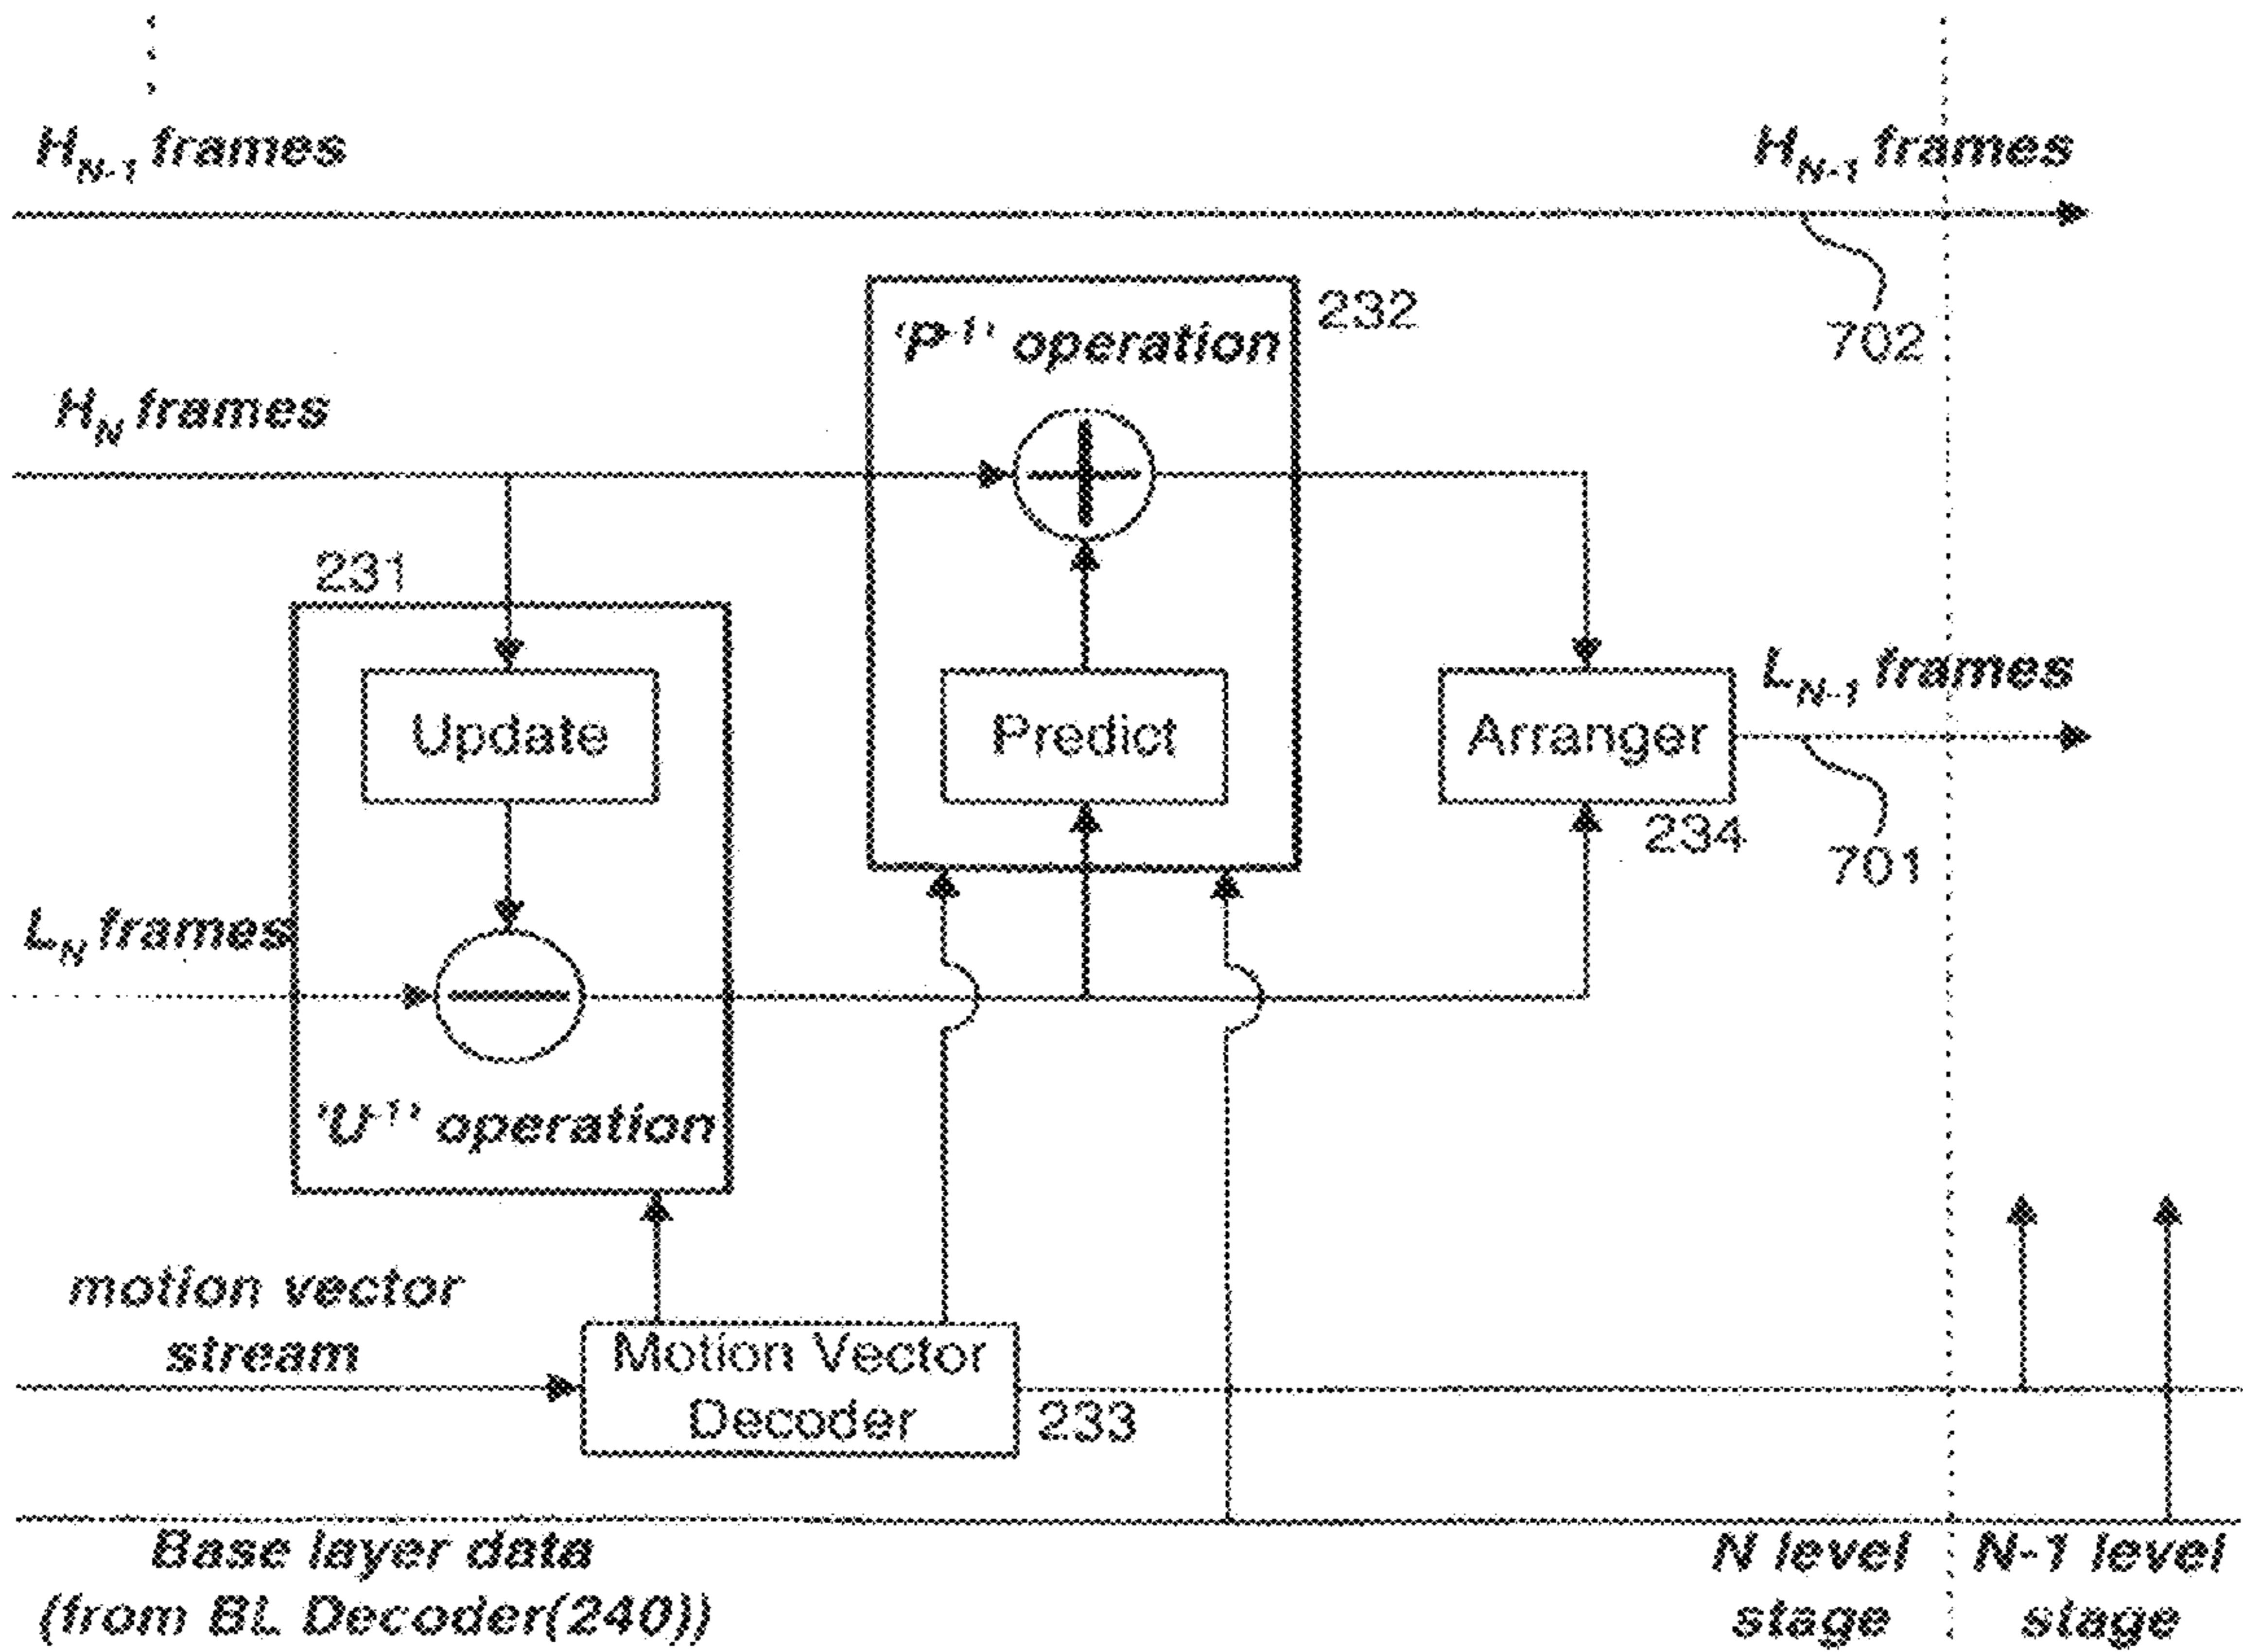 H_{N-1} frames
H_{N-1} frames
702
232
'P^{-1}' operation
H_N frames
231
Update
Predict
Arranger
L_{N-1} frames
234
701
L_N frames
'U^{-1}' operation
motion vector
stream
Motion Vector
Decoder
233
Base layer data
(from BL Decoder(240))
N level
stage
N-1 level
stage